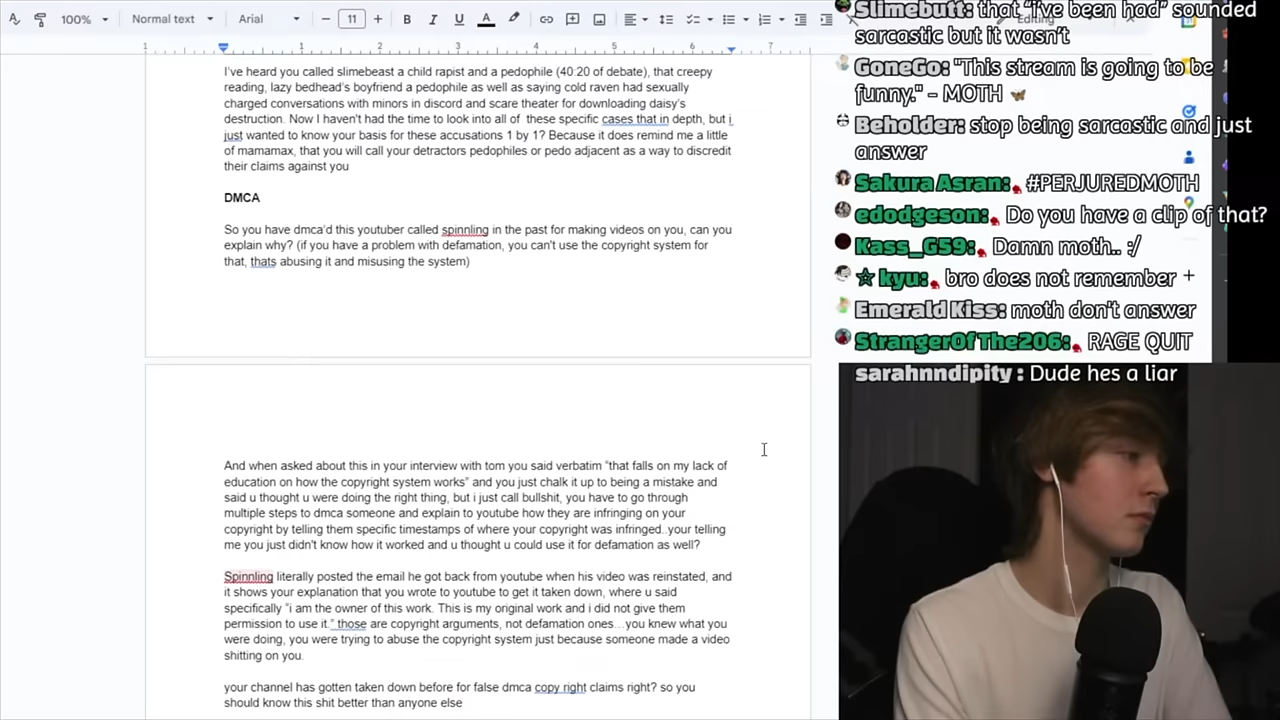 100%
Normal text
Arial
11
B
I
U
A
Editing
1
1
2
3
4
5
6
7
I've heard you called slimebeast a child rapist and a pedophile (40:20 of debate), that creepy
reading, lazy bedhead's boyfriend a pedophile as well as saying cold raven had sexually
charged conversations with minors in discord and scare theater for downloading daisy's
destruction. Now I haven't had the time to look into all of  these specific cases that in depth, but i
just wanted to know your basis for these accusations 1 by 1? Because it does remind me a little
of mamamax, that you will call your detractors pedophiles or pedo adjacent as a way to discredit
their claims against you
DMCA
So you have dmca'd this youtuber called spinnling in the past for making videos on you, can you
explain why? (if you have a problem with defamation, you can't use the copyright system for
that, thats abusing it and misusing the system)
And when asked about this in your interview with tom you said verbatim "that falls on my lack of
education on how the copyright system works" and you just chalk it up to being a mistake and
said u thought u were doing the right thing, but i just call bullshit, you have to go through
multiple steps to dmca someone and explain to youtube how they are infringing on your
copyright by telling them specific timestamps of where your copyright was infringed..your telling
me you just didn't know how it worked and u thought u could use it for defamation as well?
Spinnling literally posted the email he got back from youtube when his video was reinstated, and
it shows your explanation that you wrote to youtube to get it taken down, where u said
specifically "i am the owner of this work. This is my original work and i did not give them
permission to use it." those are copyright arguments, not defamation ones...you knew what you
were doing, you were trying to abuse the copyright system just because someone made a video
shitting on you.
your channel has gotten taken down before for false dmca copy right claims right? so you
should know this shit better than anyone else
Slimebutt: that "i've been had" sounded
sarcastic but it wasn't
GoneGo: "This stream is going to be
funny." - MOTH 🦋
Beholder: stop being sarcastic and just
answer
Sakura Asran: #PERJUREDMOTH
edodgeson: Do you have a clip of that?
Kass_G59: Damn moth.. :/
☆ kyu: bro does not remember
Emerald Kiss: moth don't answer
StrangerOfThe206: RAGE QUIT
sarahnndipity : Dude hes a liar